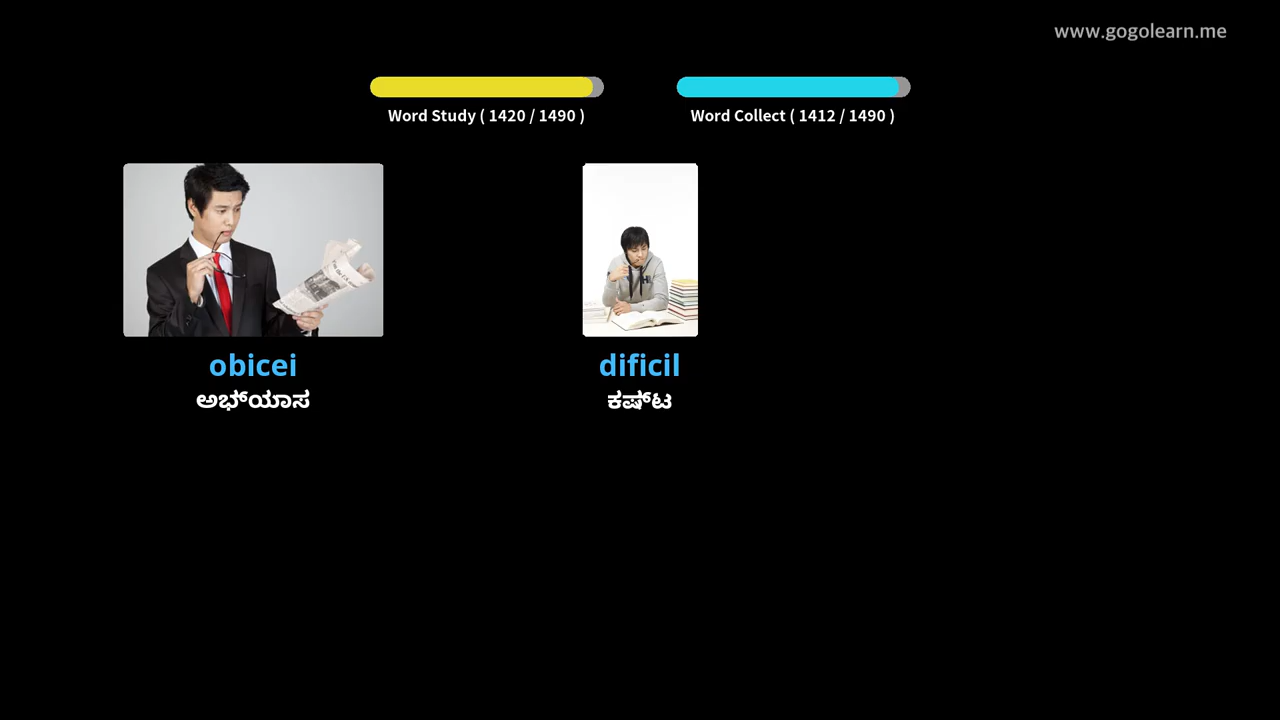 www.gogolearn.me
Word Study ( 1420 / 1490 )
Word Collect ( 1412 / 1490 )
obicei
ಅಭ್ಯಾಸ
dificil
ಕಷ್ಟ